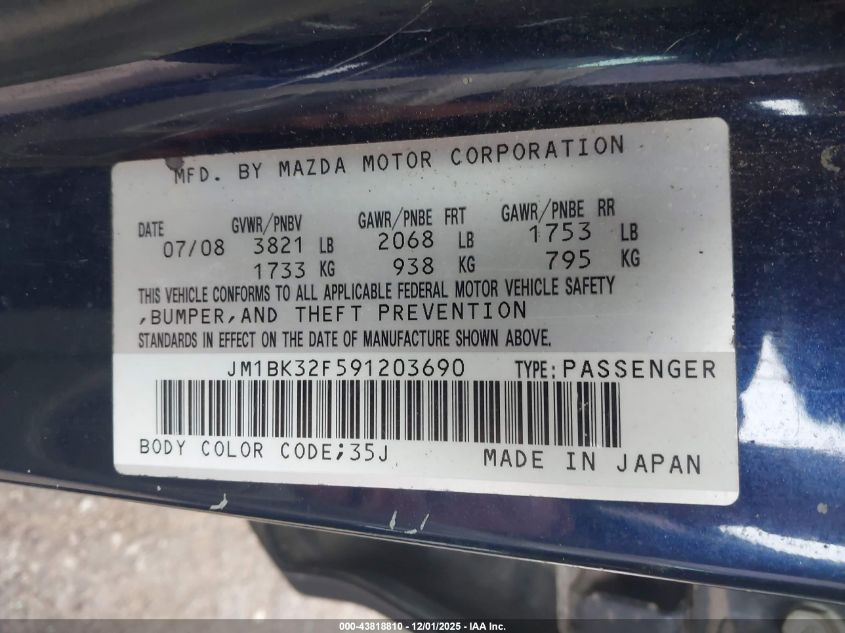 MFD. BY MAZDA MOTOR CORPORATION
DATE GVWR/PNBV GAWR/PNBE FRT GAWR/PNBE RR
07/08 3821 LB 2068 LB 1753 LB
1733 KG 938 KG 795 KG
THIS VEHICLE CONFORMS TO ALL APPLICABLE FEDERAL MOTOR VEHICLE SAFETY
,BUMPER,AND THEFT PREVENTION
STANDARDS IN EFFECT ON THE DATE OF MANUFACTURE SHOWN ABOVE.
JM1BK32F591203690 TYPE: PASSENGER
BODY COLOR CODE;35J MADE IN JAPAN
000-43818810 - 12/01/2025 - IAA Inc.